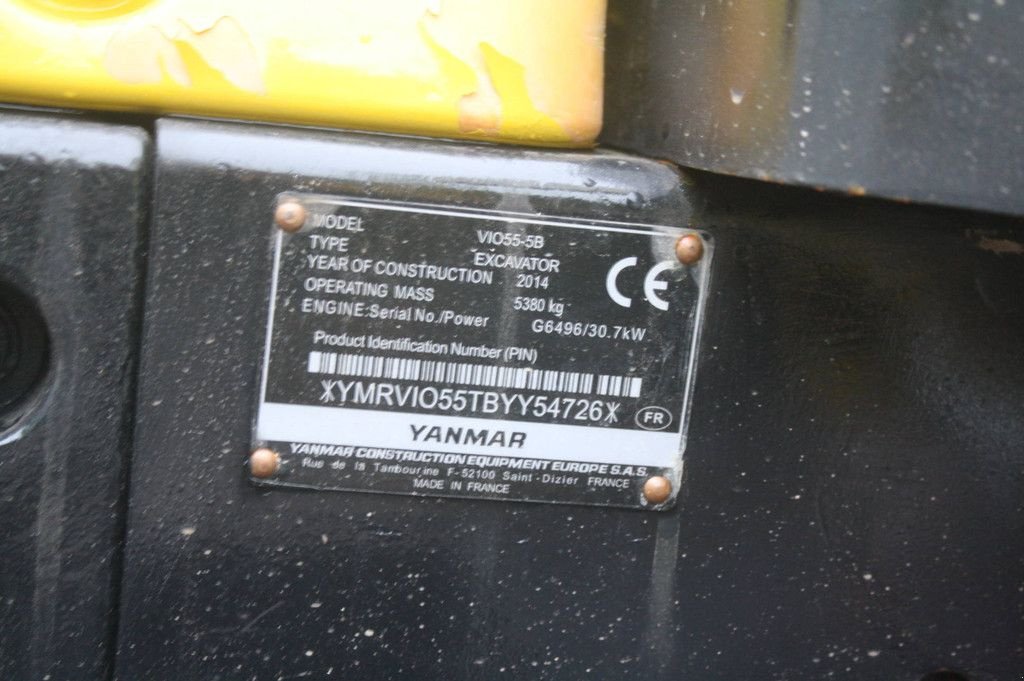 MODEL VIO55-5B
TYPE EXCAVATOR
YEAR OF CONSTRUCTION 2014
OPERATING MASS 5380 kg
ENGINE:Serial No./Power G6496/30.7kW
CE
Product Identification Number (PIN)
*YMRVIO55TBYY54726*
FR
YANMAR
YANMAR CONSTRUCTION EQUIPMENT EUROPE S.A.S.
Rue de la Tambourine F-52100 Saint-Dizier FRANCE
MADE IN FRANCE